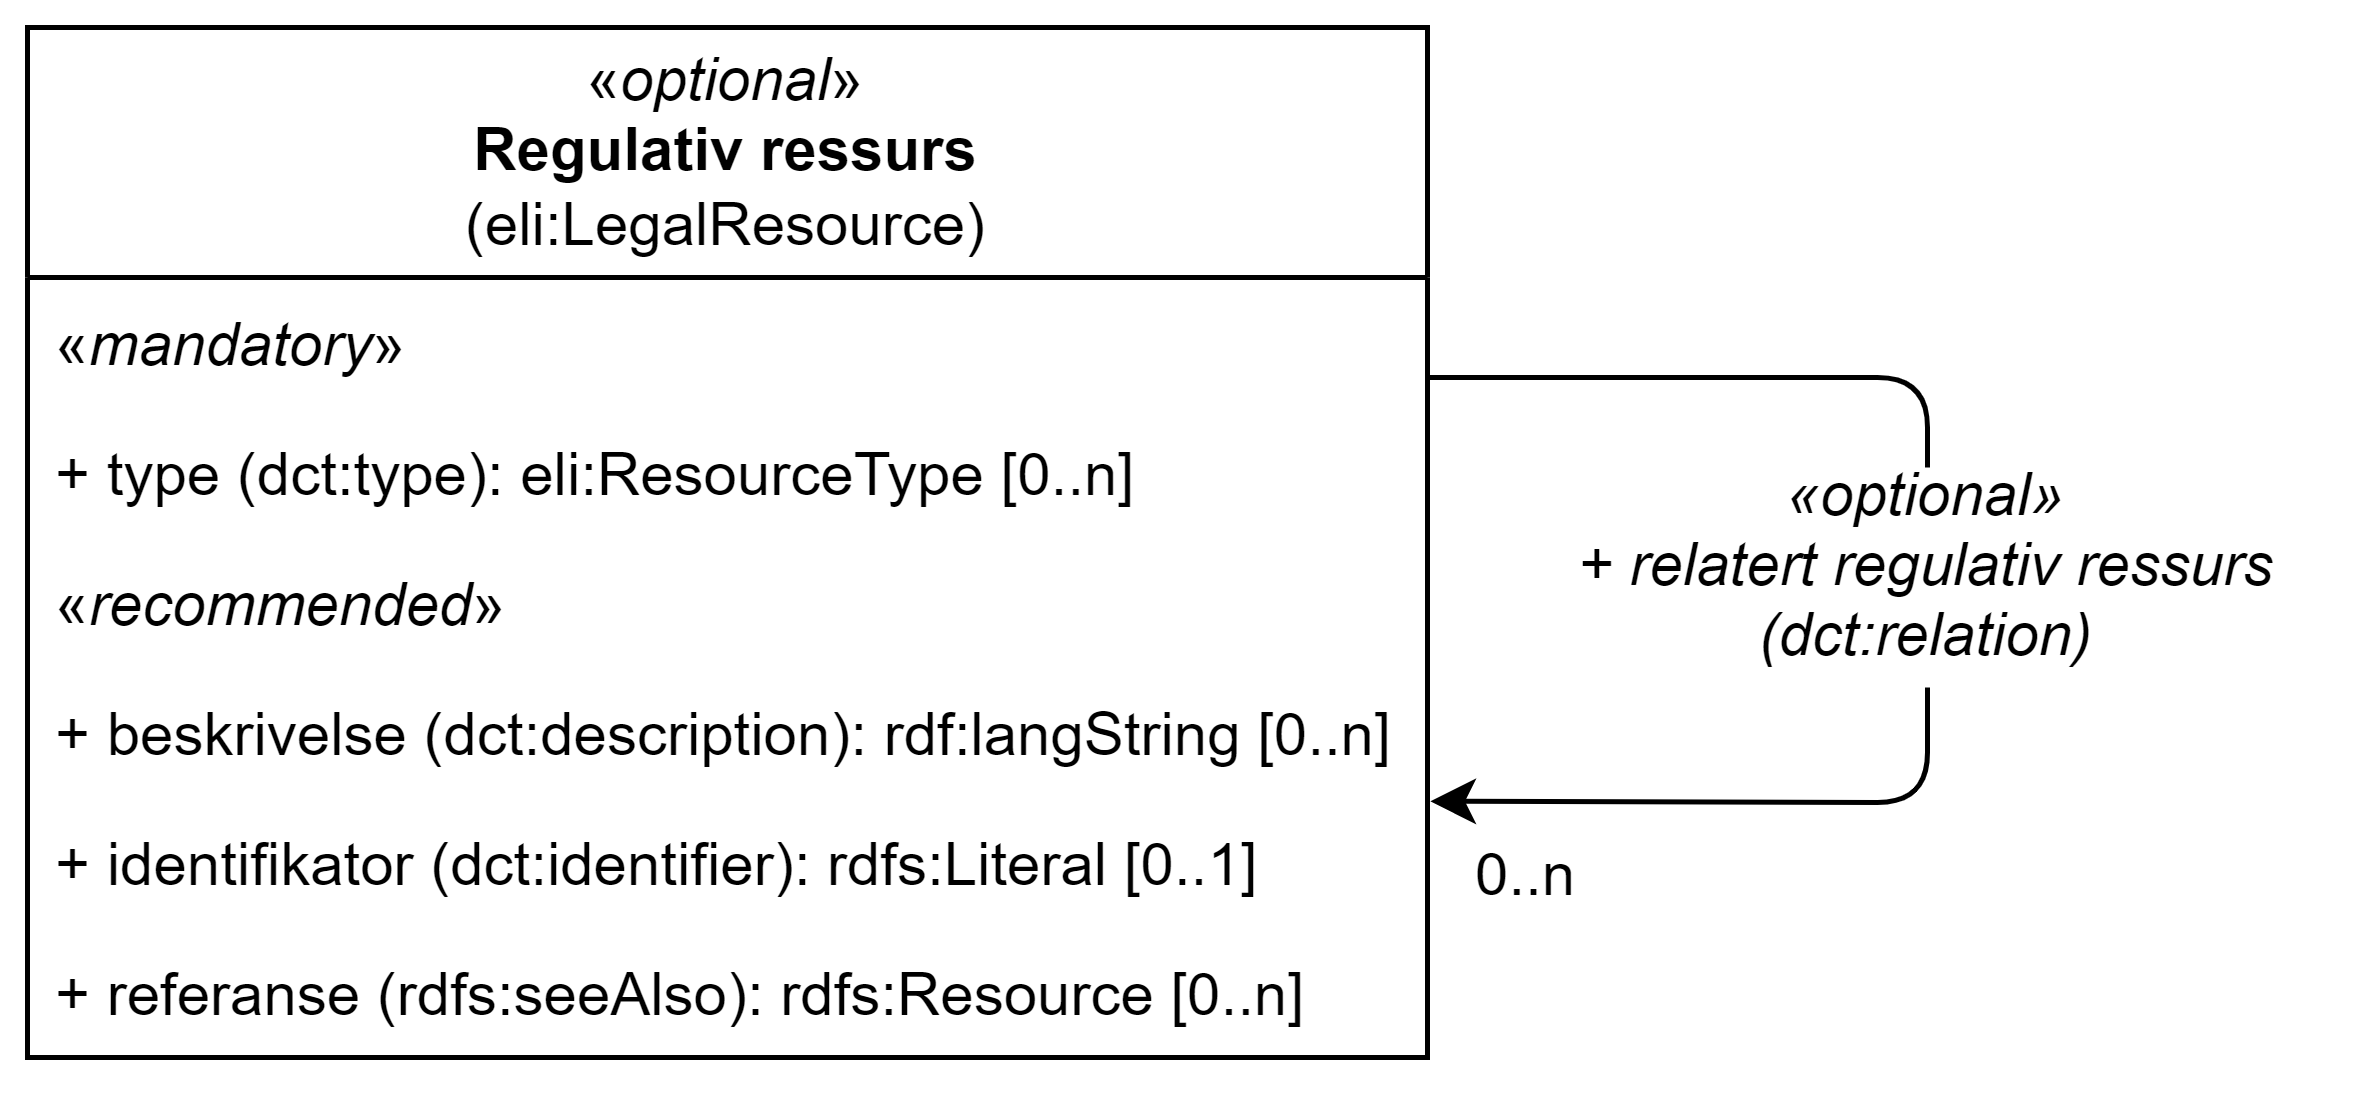 «optional»
Regulativ ressurs
(eli:LegalResource)
«mandatory»
+ type (dct:type): eli:ResourceType [0..n]
«recommended»
+ beskrivelse (dct:description): rdf:langString [0..n]
+ identifikator (dct:identifier): rdfs:Literal [0..1]
+ referanse (rdfs:seeAlso): rdfs:Resource [0..n]
«optional»
+ relatert regulativ ressurs
(dct:relation)
0..n